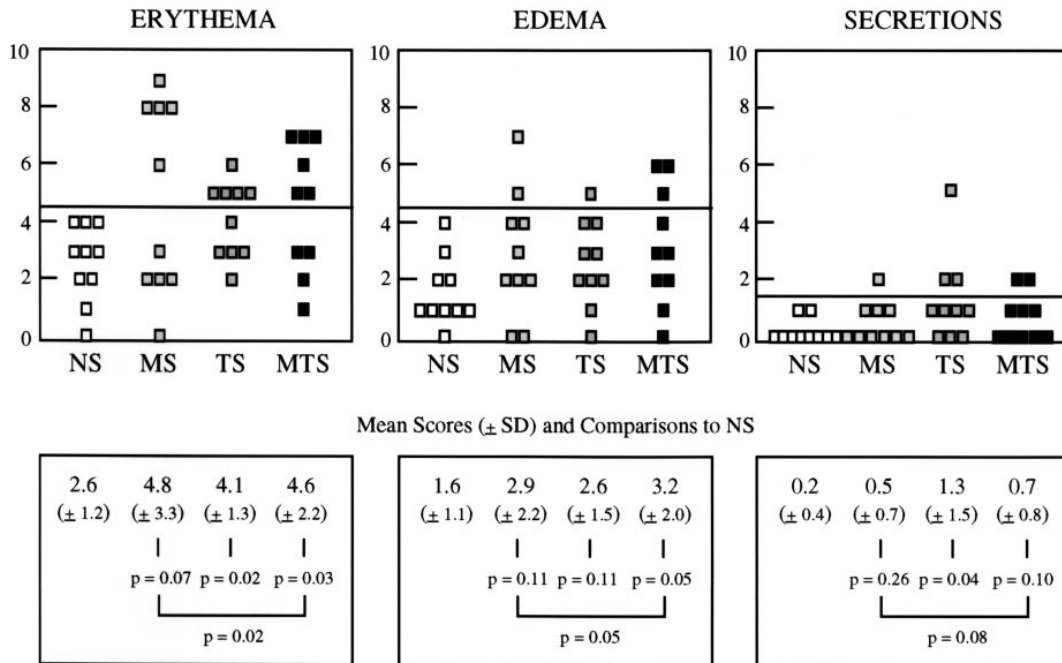 ERYTHEMA EDEMA SECRETIONS
10 10 10
8 8 8
6 6 6
4 4 4
2 2 2
0 0 0
NS MS TS MTS NS MS TS MTS NS MS TS MTS
Mean Scores (± SD) and Comparisons to NS
2.6 4.8 4.1 4.6 1.6 2.9 2.6 3.2 0.2 0.5 1.3 0.7
(± 1.2) (± 3.3) (± 1.3) (± 2.2) (± 1.1) (± 2.2) (± 1.5) (± 2.0) (± 0.4) (± 0.7) (± 1.5) (± 0.8)
p = 0.07 p = 0.02 p = 0.03 p = 0.11 p = 0.11 p = 0.05 p = 0.26 p = 0.04 p = 0.10
p = 0.02 p = 0.05 p = 0.08